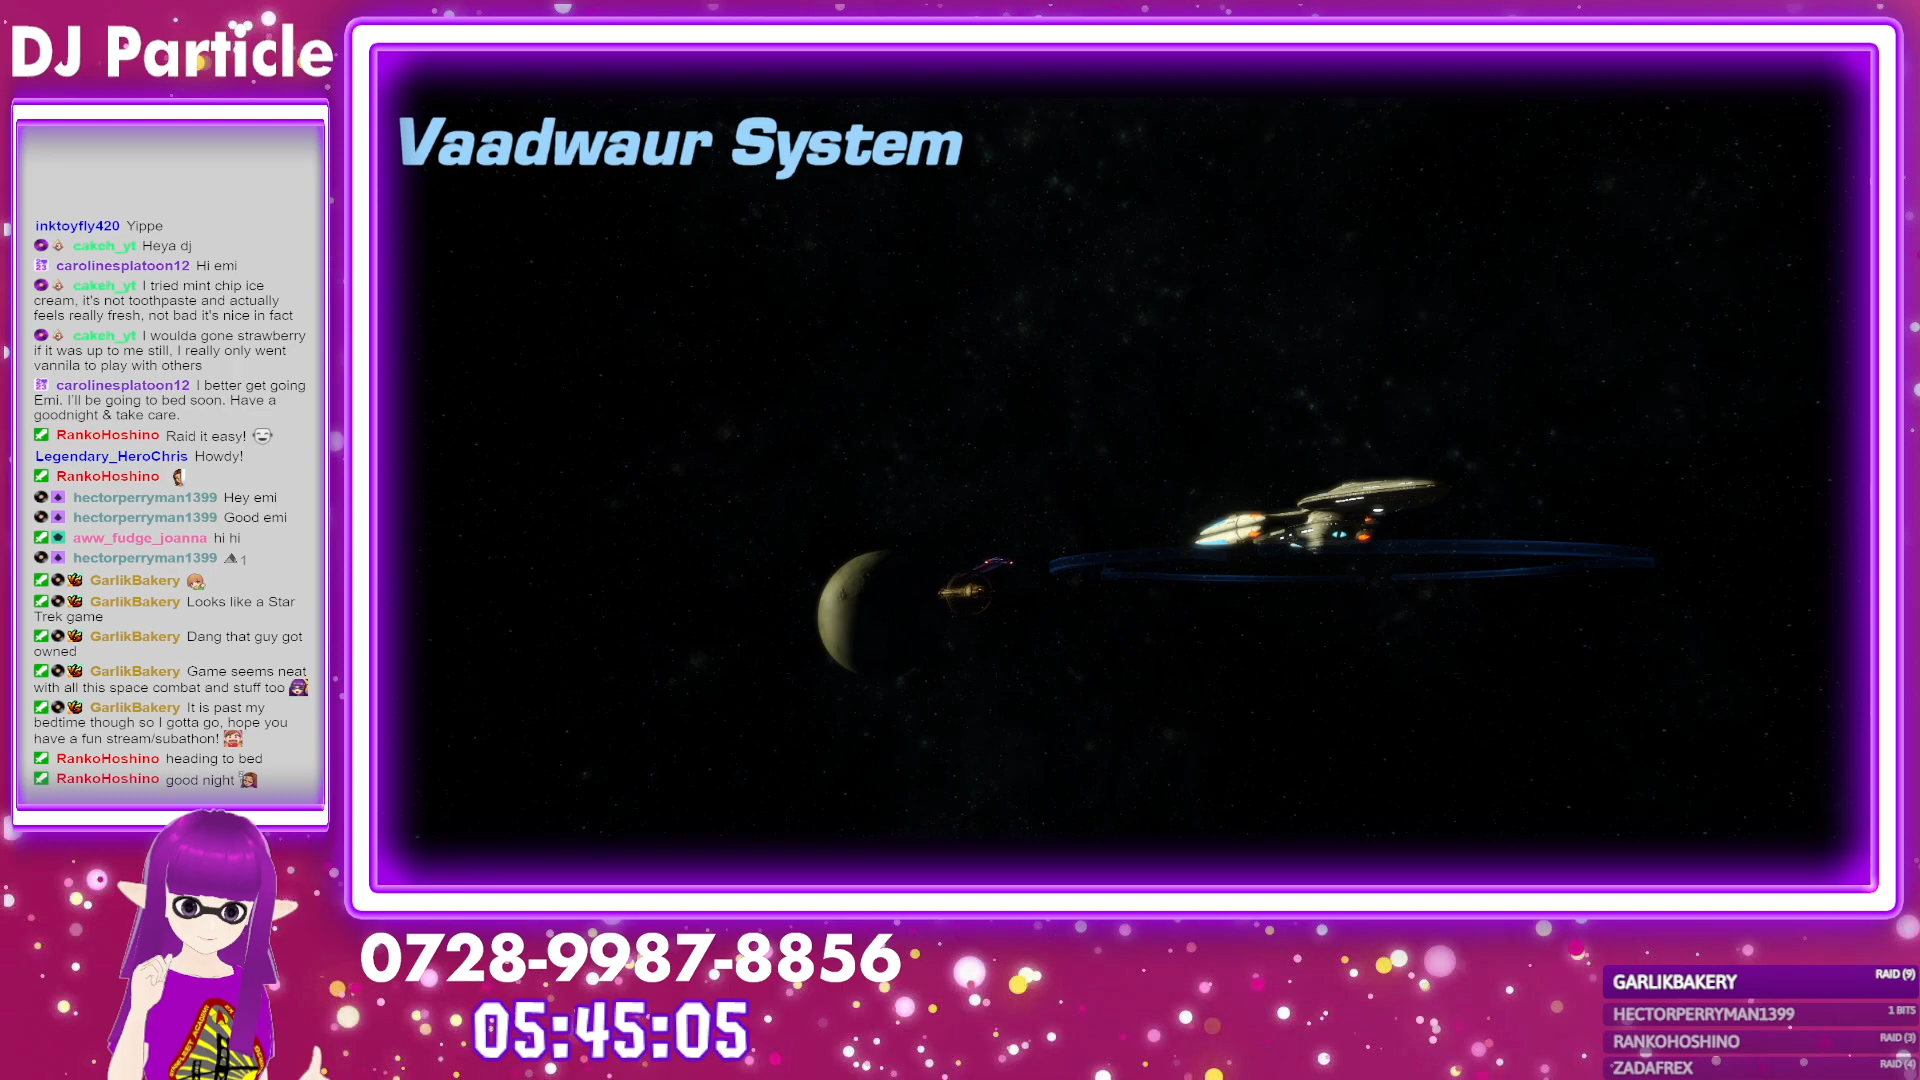 DJ Particle
Vaadwaur System
inktoyfly420 Yippe
cakeh_yt Heya dj
carolinesplatoon12 Hi emi
cakeh_yt I tried mint chip ice
cream, it's not toothpaste and actually
feels really fresh, not bad it's nice in fact
cakeh_yt I woulda gone strawberry
if it was up to me still, I really only went
vannila to play with others
carolinesplatoon12 I better get going
Emi. I'll be going to bed soon. Have a
goodnight & take care.
RankoHoshino Raid it easy!
Legendary_HeroChris Howdy!
RankoHoshino
hectorperryman1399 Hey emi
hectorperryman1399 Good emi
aww_fudge_joanna hi hi
hectorperryman1399 1
GarlikBakery
GarlikBakery Looks like a Star
Trek game
GarlikBakery Dang that guy got
owned
GarlikBakery Game seems neat
with all this space combat and stuff too
GarlikBakery It is past my
bedtime though so I gotta go, hope you
have a fun stream/subathon!
RankoHoshino heading to bed
RankoHoshino good night
0728-9987-8856
05:45:05
GARLIKBAKERY RAID (9)
HECTORPERRYMAN1399 1 BITS
RANKOHOSHINO RAID (3)
ZADAFREX RAID (4)